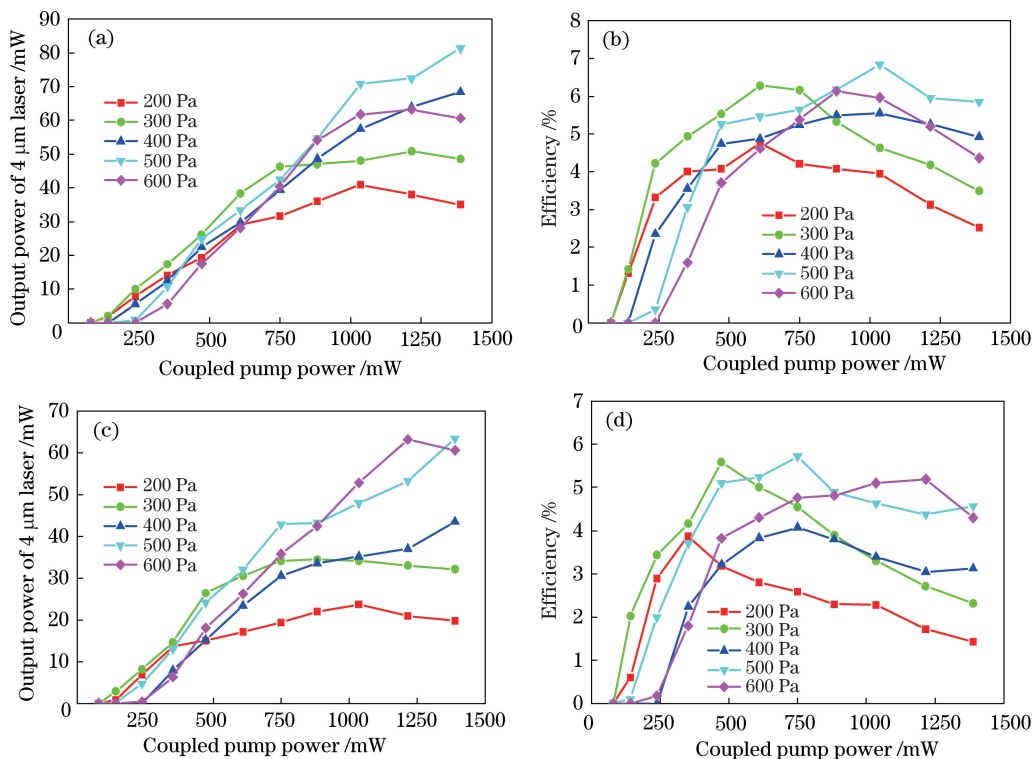 (a)
Output power of 4 μm laser /mW
90
80
70
60
50
40
30
20
10
0
200 Pa
300 Pa
400 Pa
500 Pa
600 Pa
250 500 750 1000 1250 1500
Coupled pump power /mW
(b)
Efficiency /%
8
7
6
5
4
3
2
1
0
200 Pa
300 Pa
400 Pa
500 Pa
600 Pa
250 500 750 1000 1250 1500
Coupled pump power /mW
(c)
Output power of 4 μm laser /mW
70
60
50
40
30
20
10
0
200 Pa
300 Pa
400 Pa
500 Pa
600 Pa
250 500 750 1000 1250 1500
Coupled pump power /mW
(d)
Efficiency /%
7
6
5
4
3
2
1
0
200 Pa
300 Pa
400 Pa
500 Pa
600 Pa
0 250 500 750 1000 1250 1500
Coupled pump power /mW